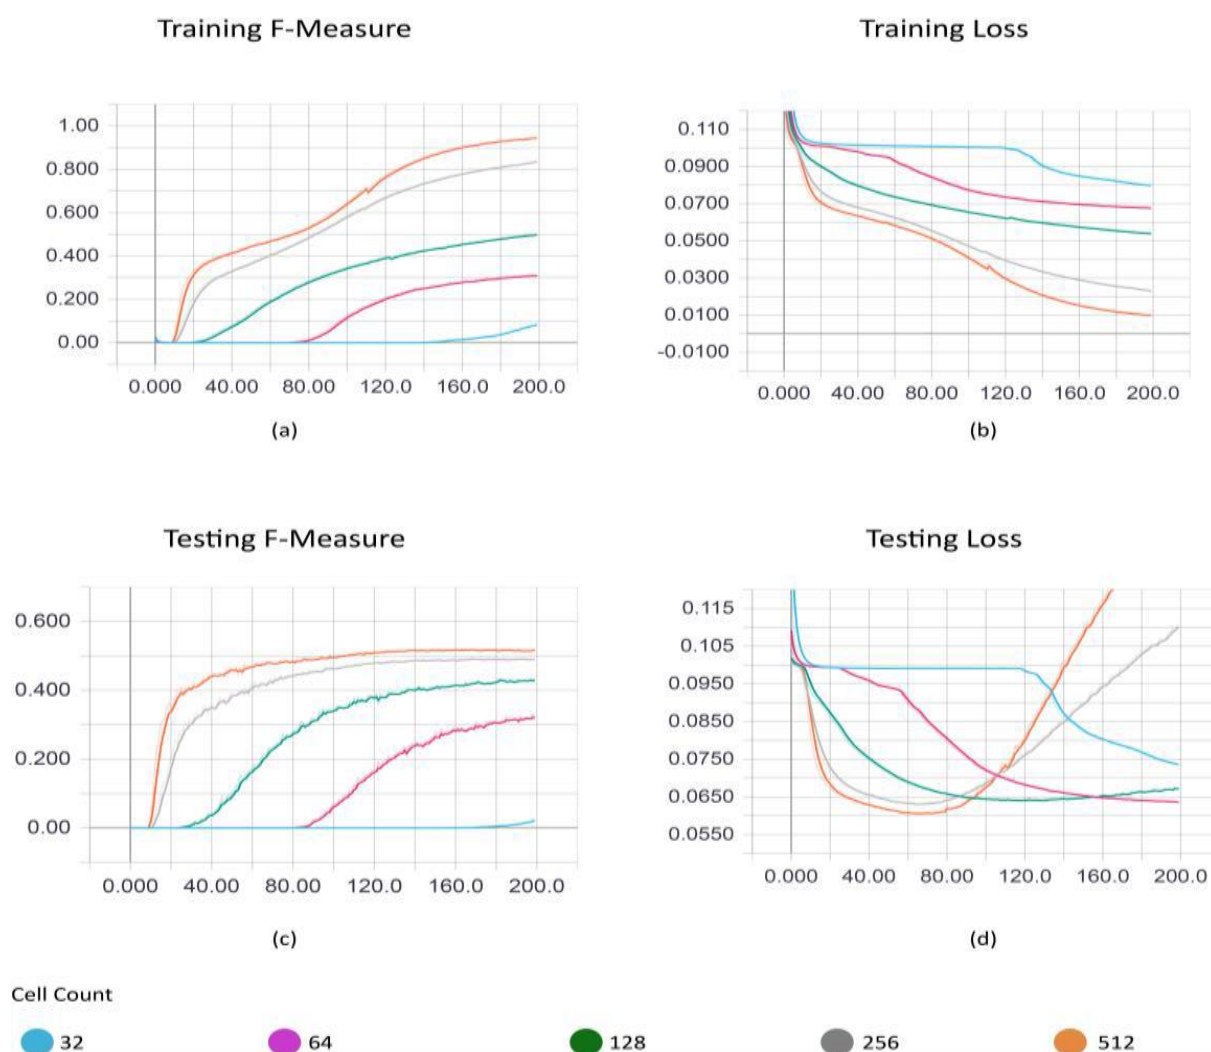 Training F-Measure
Training Loss
1.00
0.800
0.600
0.400
0.200
0.00
0.000 40.00 80.00 120.0 160.0 200.0
(a)
0.110
0.0900
0.0700
0.0500
0.0300
0.0100
-0.0100
0.000 40.00 80.00 120.0 160.0 200.0
(b)
Testing F-Measure
Testing Loss
0.600
0.400
0.200
0.00
0.000 40.00 80.00 120.0 160.0 200.0
(c)
0.115
0.105
0.0950
0.0850
0.0750
0.0650
0.0550
0.000 40.00 80.00 120.0 160.0 200.0
(d)
Cell Count
32 64 128 256 512